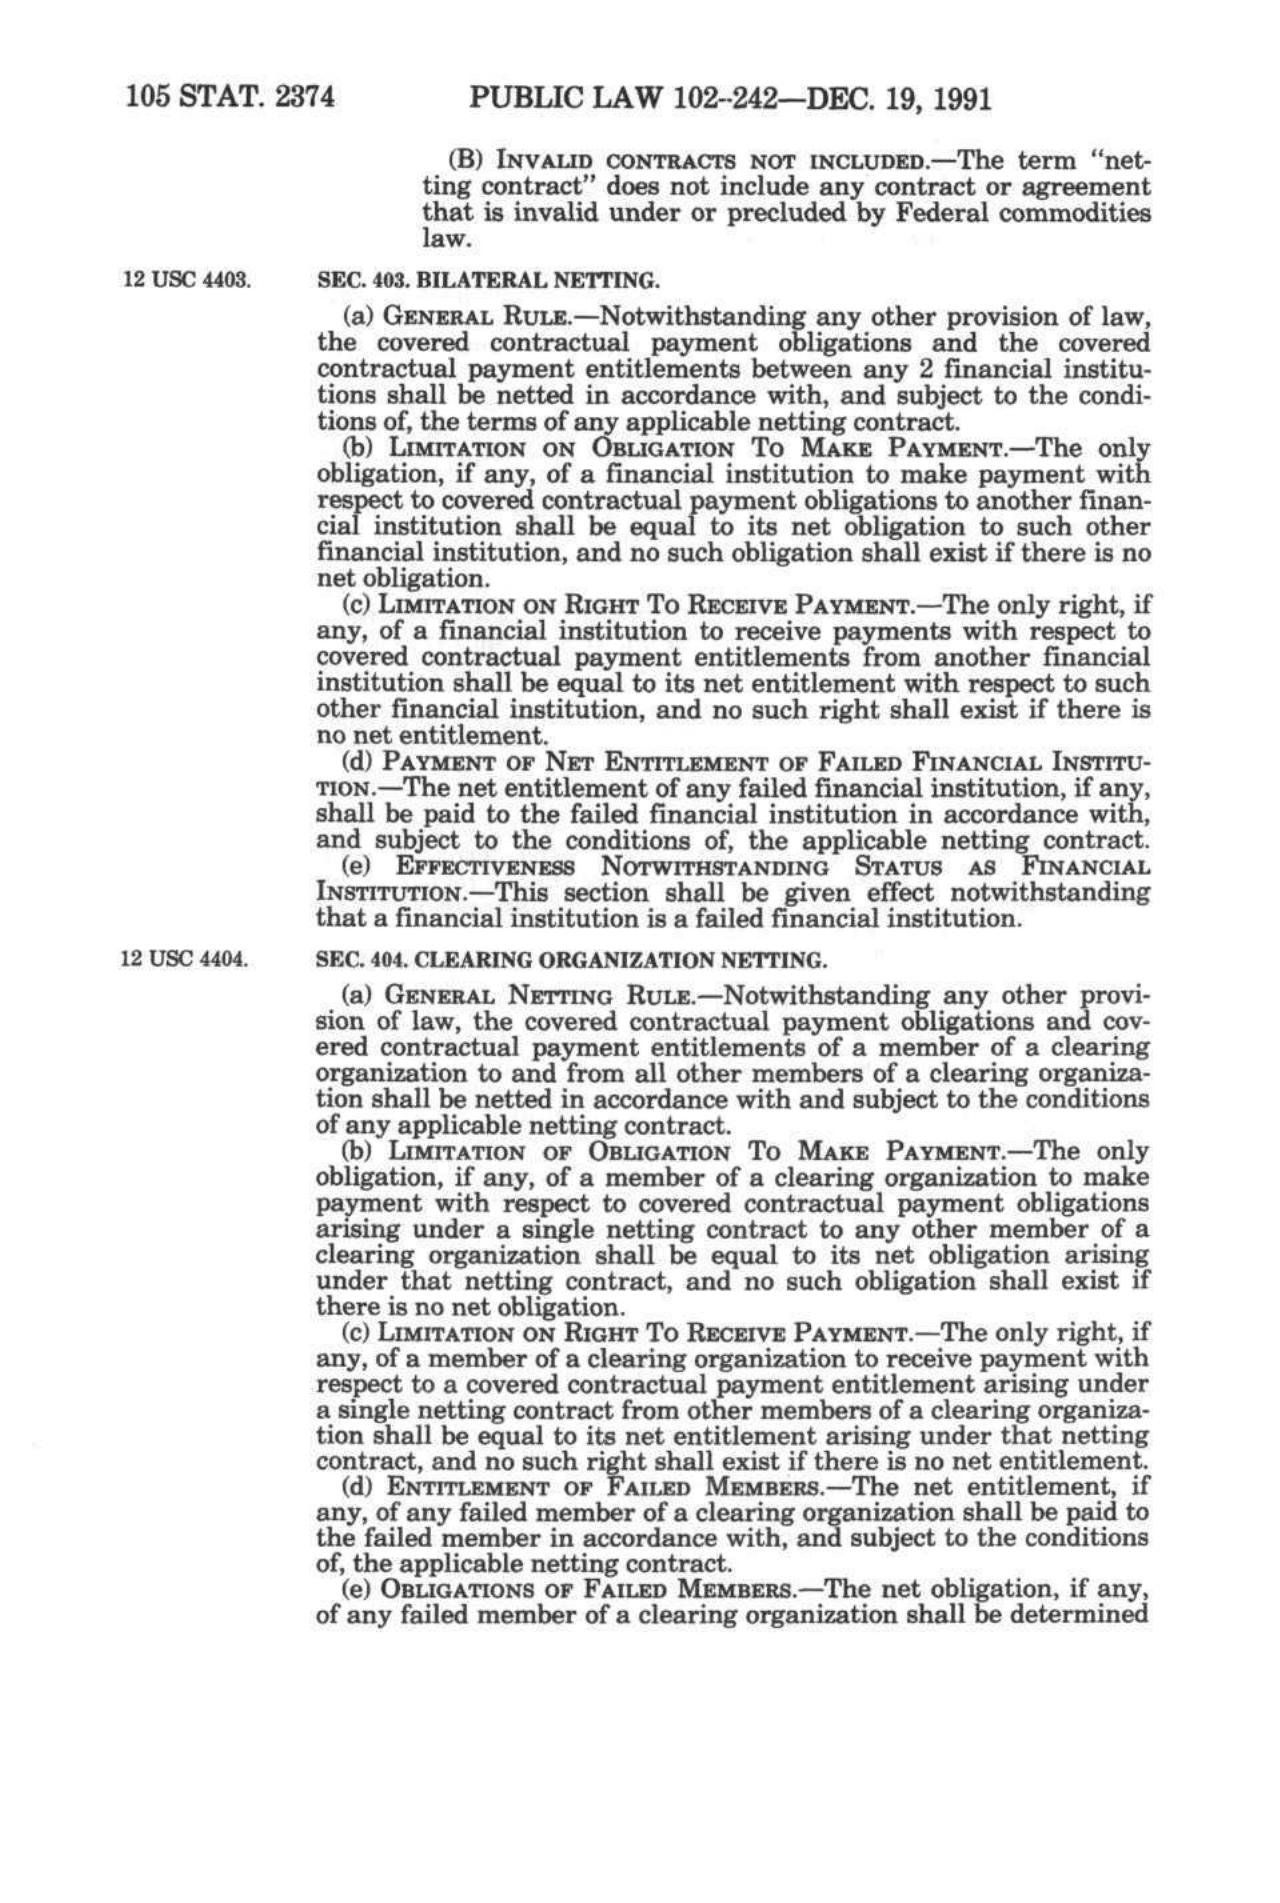 105 STAT. 2374 PUBLIC LAW 102-242—DEC. 19, 1991
(B) INVALID CONTRACTS NOT INCLUDED.—The term "net-
ting contract" does not include any contract or agreement
that is invalid under or precluded by Federal commodities
law.
12 USC 4403. SEC. 403. BILATERAL NETTING.
(a) GENERAL RULE.—Notwithstanding any other provision of law,
the covered contractual payment obligations and the covered
contractual payment entitlements between any 2 financial institu-
tions shall be netted in accordance with, and subject to the condi-
tions of, the terms of any applicable netting contract.
(b) LIMITATION ON OBLIGATION TO MAKE PAYMENT.—The only
obligation, if any, of a financial institution to make payment with
respect to covered contractual payment obligations to another finan-
cial institution shall be equal to its net obligation to such other
financial institution, and no such obligation shall exist if there is no
net obligation.
(c) LIMITATION ON RIGHT TO RECEIVE PAYMENT.—The only right, if
any, of a financial institution to receive payments with respect to
covered contractual payment entitlements from another financial
institution shall be equal to its net entitlement with respect to such
other financial institution, and no such right shall exist if there is
no net entitlement.
(d) PAYMENT OF NET ENTITLEMENT OF FAILED FINANCIAL INSTITU-
TION.—The net entitlement of any failed financial institution, if any,
shall be paid to the failed financial institution in accordance with,
and subject to the conditions of, the applicable netting contract.
(e) EFFECTIVENESS NOTWITHSTANDING STATUS AS FINANCIAL
INSTITUTION.—This section shall be given effect notwithstanding
that a financial institution is a failed financial institution.
12 USC 4404. SEC. 404. CLEARING ORGANIZATION NETTING.
(a) GENERAL NETTING RULE.—Notwithstanding any other provi-
sion of law, the covered contractual payment obligations and cov-
ered contractual payment entitlements of a member of a clearing
organization to and from all other members of a clearing organiza-
tion shall be netted in accordance with and subject to the conditions
of any applicable netting contract.
(b) LIMITATION OF OBLIGATION TO MAKE PAYMENT.—The only
obligation, if any, of a member of a clearing organization to make
payment with respect to covered contractual payment obligations
arising under a single netting contract to any other member of a
clearing organization shall be equal to its net obligation arising
under that netting contract, and no such obligation shall exist if
there is no net obligation.
(c) LIMITATION ON RIGHT TO RECEIVE PAYMENT.—The only right, if
any, of a member of a clearing organization to receive payment with
respect to a covered contractual payment entitlement arising under
a single netting contract from other members of a clearing organiza-
tion shall be equal to its net entitlement arising under that netting
contract, and no such right shall exist if there is no net entitlement.
(d) ENTITLEMENT OF FAILED MEMBERS.—The net entitlement, if
any, of any failed member of a clearing organization shall be paid to
the failed member in accordance with, and subject to the conditions
of, the applicable netting contract.
(e) OBLIGATIONS OF FAILED MEMBERS.—The net obligation, if any,
of any failed member of a clearing organization shall be determined